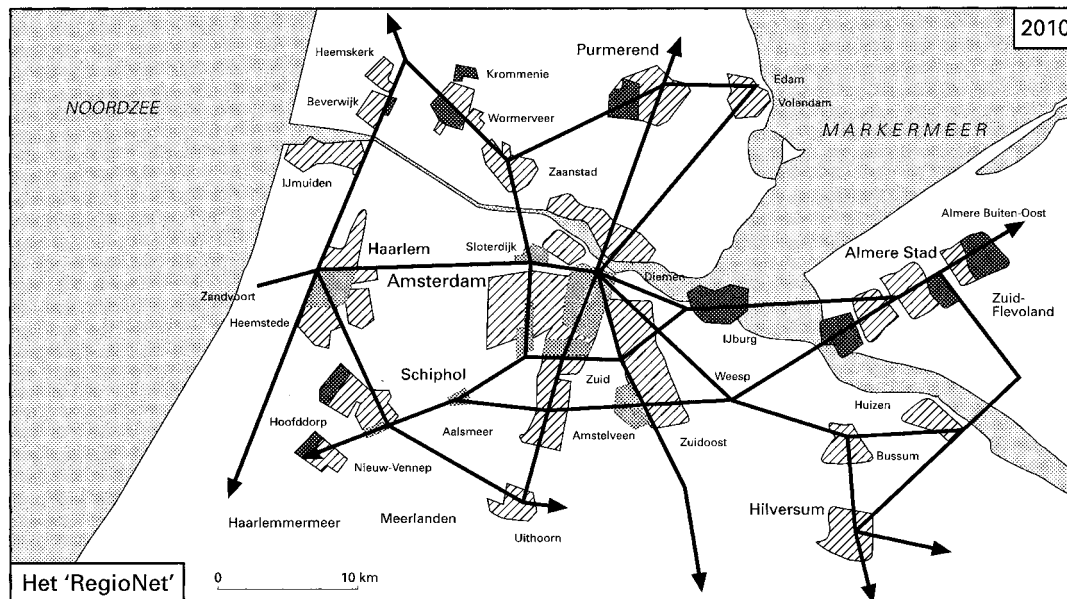 2010
Heemskerk
Purmerend
Krommenie
Edam
NOORDZEE
Beverwijk
Volandam
Wormerveer
MARKERMEER
Zaanstad
IJmuiden
Almere Buiten-Oost
Haarlem
Sloterdijk
Almere Stad
Amsterdam
Diemen
Zandvoort
Zuid-
Flevoland
Heemstede
IJburg
Schiphol
Zuid
Weesp
Huizen
Hoofddorp
Aalsmeer
Amstelveen
Zuidoost
Bussum
Nieuw-Vennep
Haarlemmermeer
Meerlanden
Hilversum
Uithoorn
Het 'RegioNet'
0
10 km